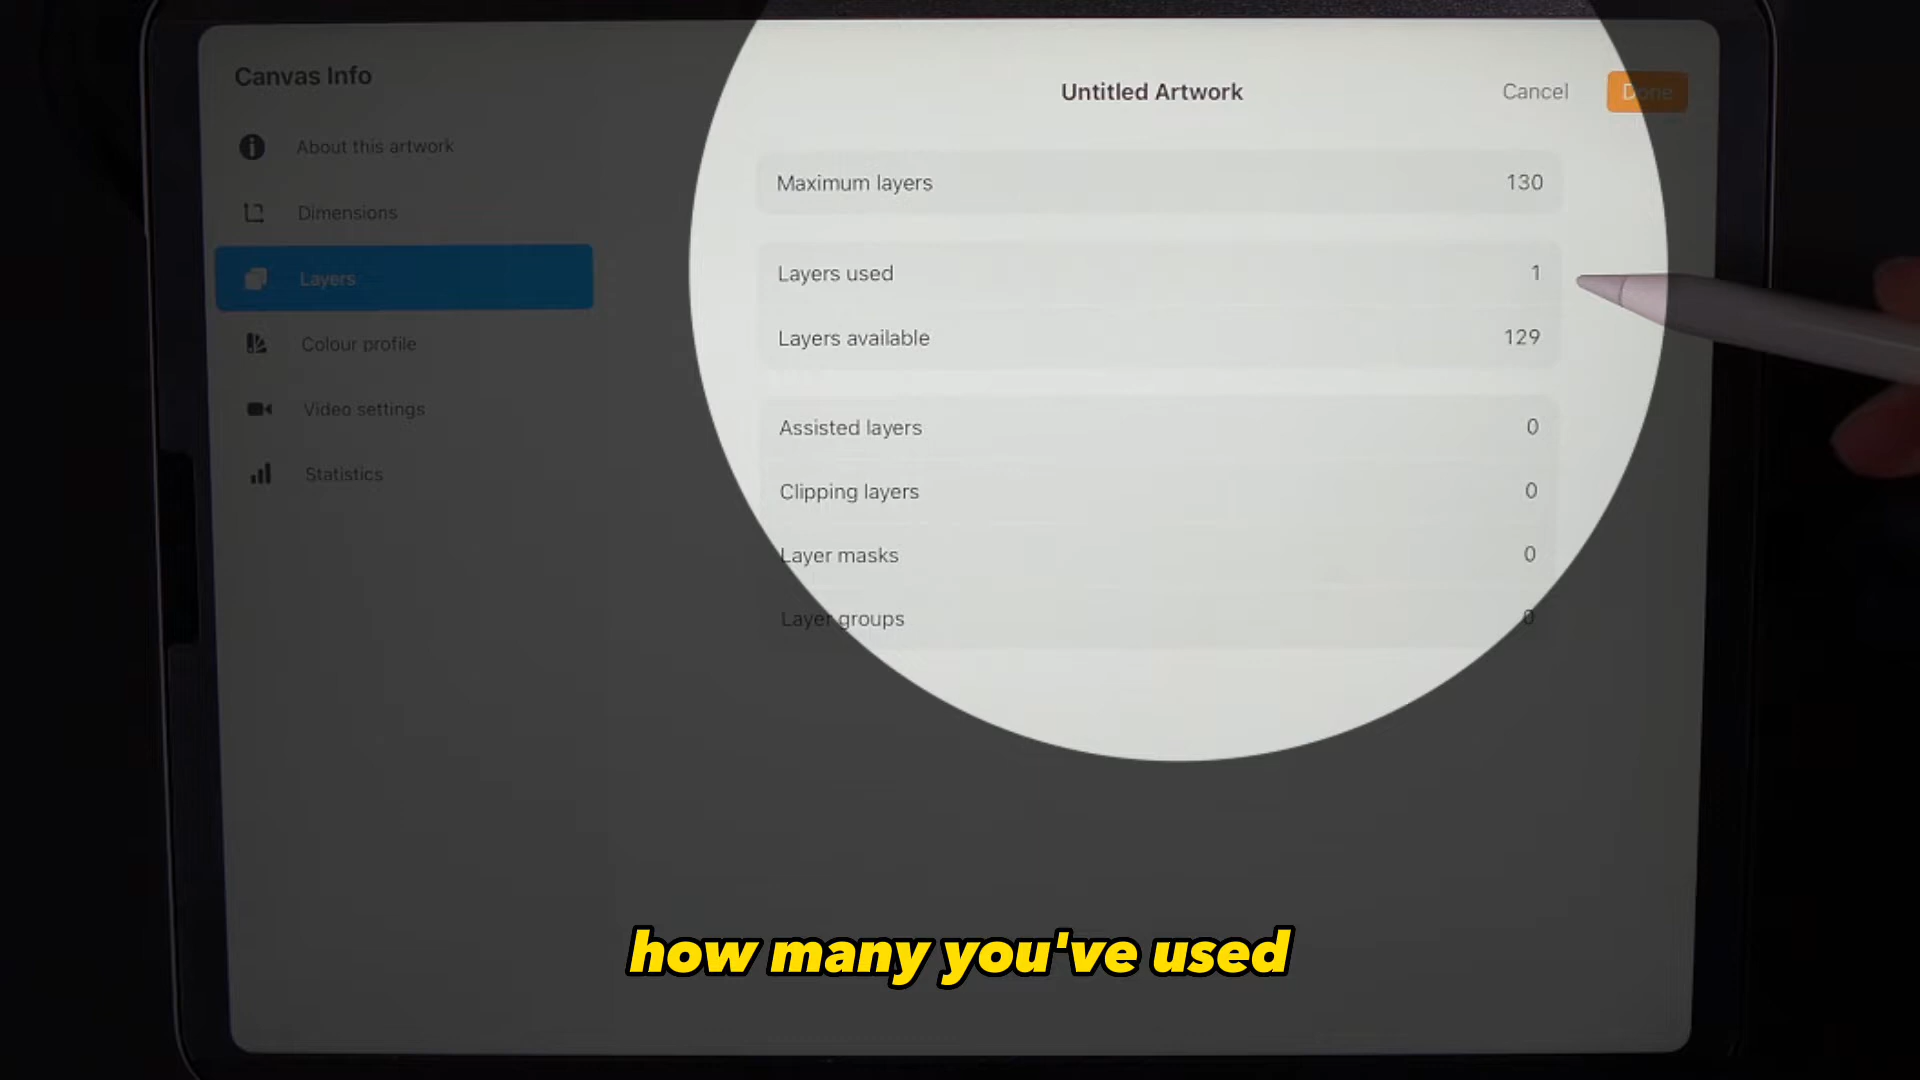 Canvas Info
About this artwork
Dimensions
Layers
Colour profile
Video settings
Statistics
Untitled Artwork
Cancel
Done
Maximum layers 130
Layers used 1
Layers available 129
Assisted layers 0
Clipping layers 0
Layer masks 0
Layer groups 0
how many you've used